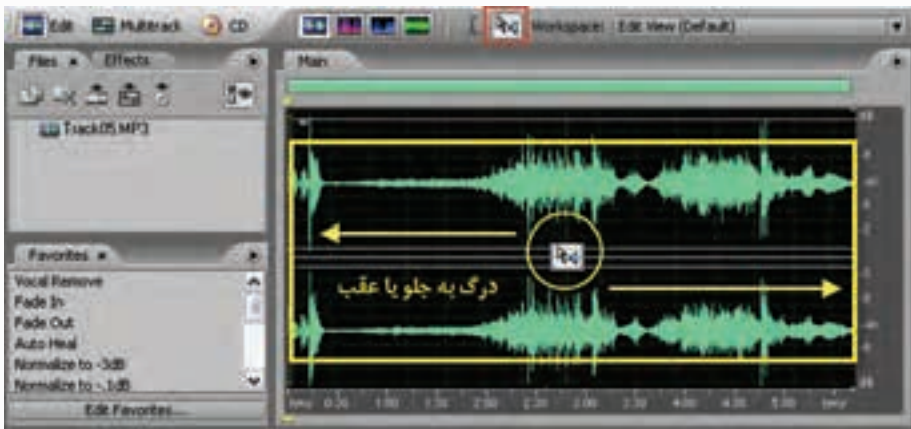 Edit Multitrack CD Workspace: Edit View (Default)
Files Effects Main
Track05.MP3
Favorites
Vocal Remove
Fade In
Fade Out
Auto Heal
Normalize to -3dB
Normalize to -.1dB
Edit Favorites...
درگ به جلو یا عقب